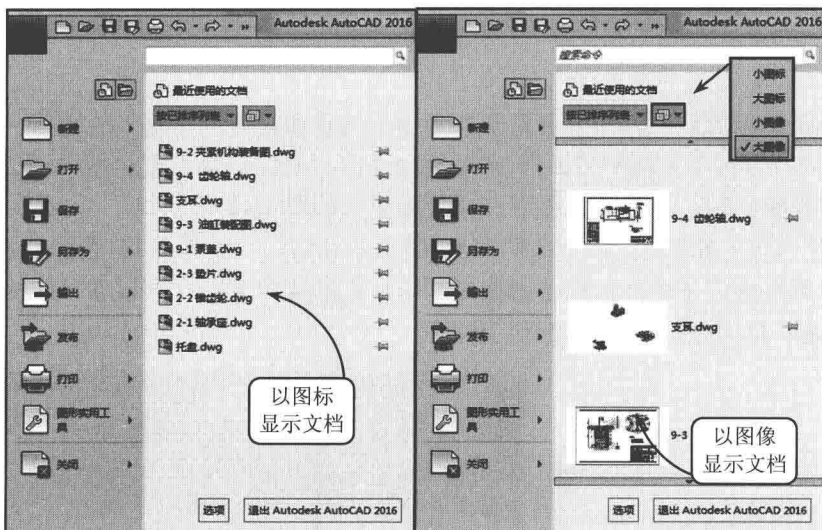 Autodesk AutoCAD 2016
最近使用的文档
按已排序列表
新建
打开
保存
另存为
输出
发布
打印
图形实用工具
关闭
9-2 夹紧机构装备图.dwg
9-4 齿轮轴.dwg
支耳.dwg
9-3 油缸装配图.dwg
9-1 泵盖.dwg
2-3 垫片.dwg
2-2 锥齿轮.dwg
2-1 轴承座.dwg
托盘.dwg
以图标
显示文档
选项
退出 Autodesk AutoCAD 2016
Autodesk AutoCAD 2016
搜索命令
最近使用的文档
按已排序列表
小图标
大图标
小图像
大图像
新建
打开
保存
另存为
输出
发布
打印
图形实用工
具
关闭
9-4 齿轮轴.dwg
支耳.dwg
9-3
以图像
显示文档
选项
退出 Autodesk AutoCAD 2016